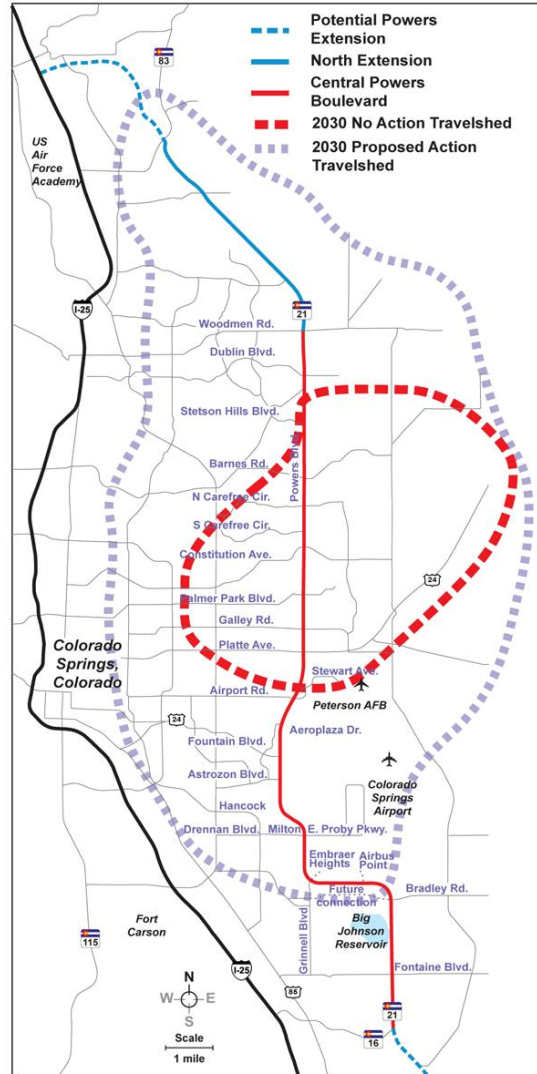 Potential Powers
Extension
North Extension
Central Powers
Boulevard
2030 No Action Travelshed
2030 Proposed Action
Travelshed
83
US
Air
Force
Academy
I-25
21
Woodmen Rd.
Dublin Blvd.
Stetson Hills Blvd.
Powers Blvd.
Barnes Rd.
N Carefree Cir.
S Carefree Cir.
Constitution Ave.
24
Palmer Park Blvd.
Galley Rd.
Platte Ave.
Colorado
Springs,
Colorado
Stewart Ave.
Airport Rd.
Peterson AFB
24
Aeroplaza Dr.
Fountain Blvd.
Astrozon Blvd.
Colorado
Springs
Airport
Hancock
Drennan Blvd.
Milton E. Proby Pkwy.
Embraer
Heights
Airbus
Point
Future
connection
Bradley Rd.
Big
Johnson
Reservoir
Grinnell Blvd
Fort
Carson
115
I-25
Fontaine Blvd.
85
21
16
N
W
E
S
Scale
1 mile